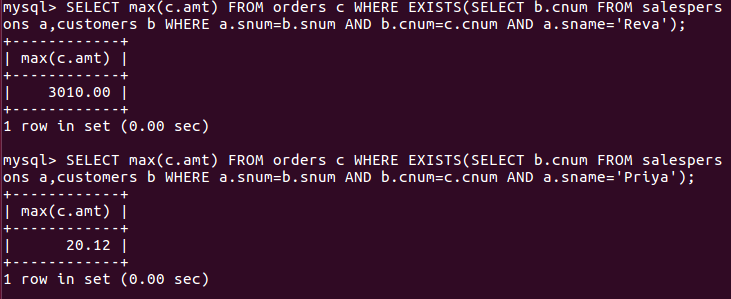 mysql> SELECT max(c.amt) FROM orders c WHERE EXISTS(SELECT b.cnum FROM salespers
ons a,customers b WHERE a.snum=b.snum AND b.cnum=c.cnum AND a.sname='Reva');
+------------+
| max(c.amt) |
+------------+
|    3010.00 |
+------------+
1 row in set (0.00 sec)

mysql> SELECT max(c.amt) FROM orders c WHERE EXISTS(SELECT b.cnum FROM salespers
ons a,customers b WHERE a.snum=b.snum AND b.cnum=c.cnum AND a.sname='Priya');
+------------+
| max(c.amt) |
+------------+
|      20.12 |
+------------+
1 row in set (0.00 sec)